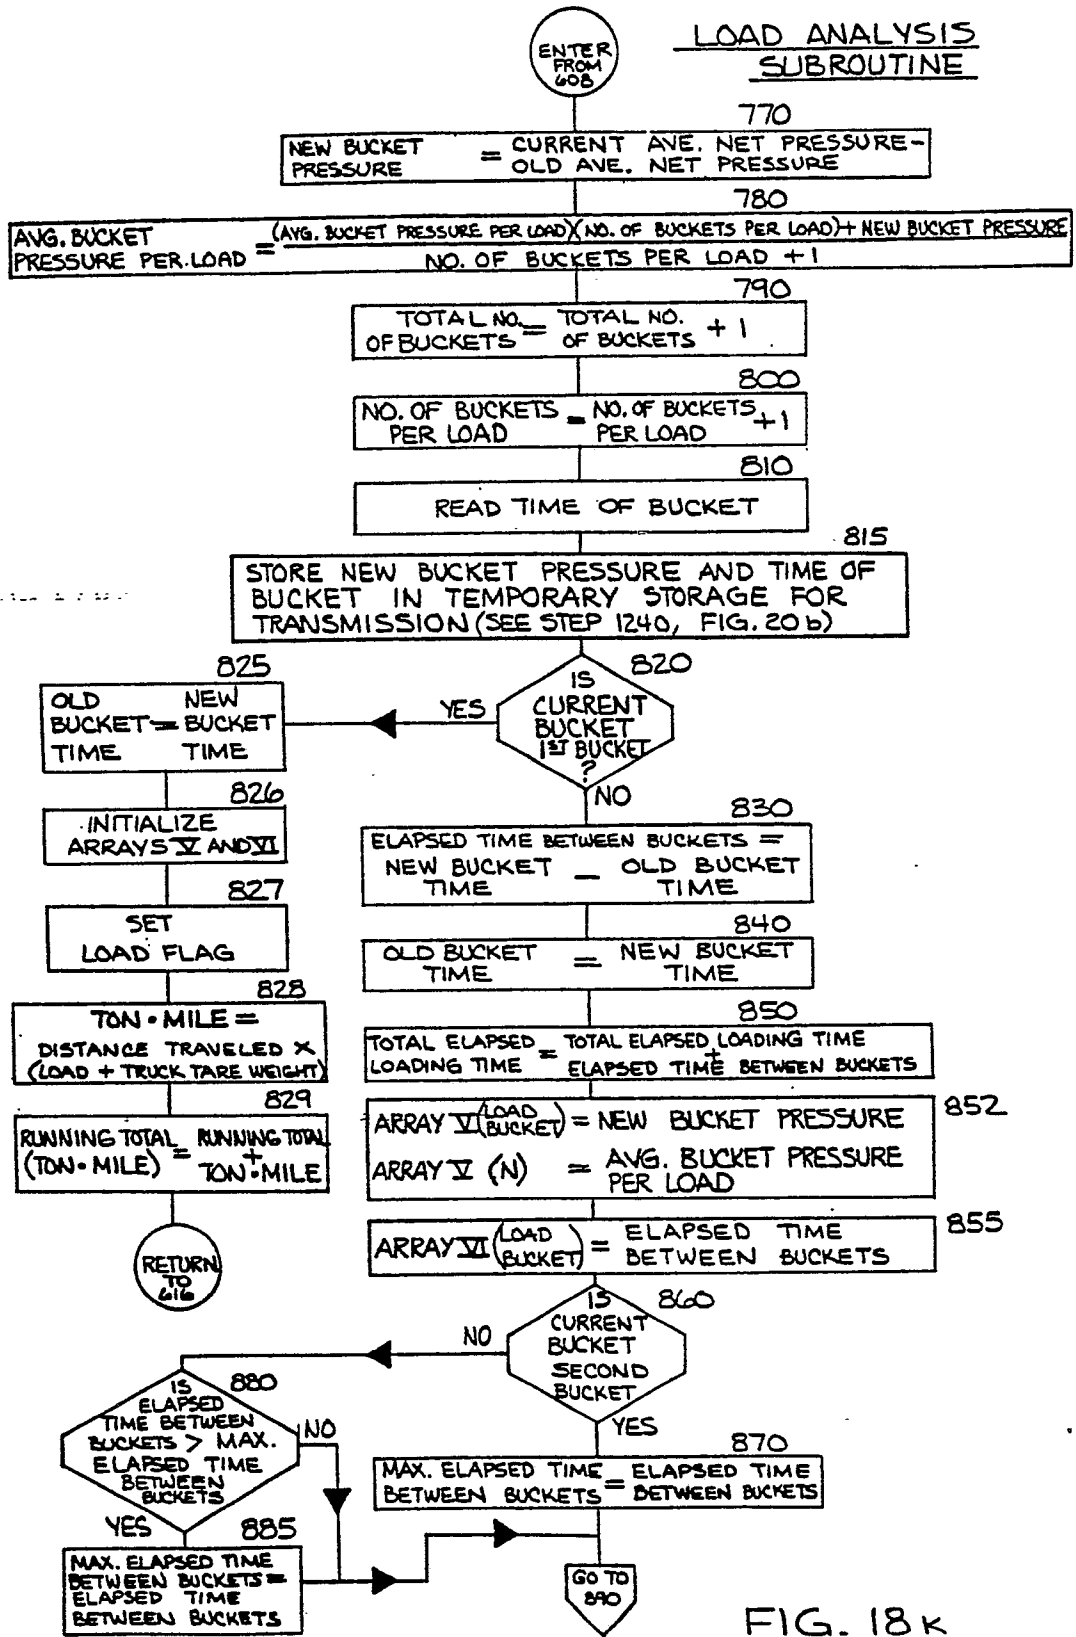 LOAD ANALYSIS
SUBROUTINE
ENTER
FROM
608
770
NEW BUCKET
PRESSURE
= CURRENT AVE. NET PRESSURE-
OLD AVE. NET PRESSURE
780
AVG. BUCKET
PRESSURE PER LOAD =
(AVG. BUCKET PRESSURE PER LOAD)(NO. OF BUCKETS PER LOAD)+ NEW BUCKET PRESSURE
NO. OF BUCKETS PER LOAD +1
790
TOTAL NO.
OF BUCKETS
= TOTAL NO.
OF BUCKETS
+ 1
800
NO. OF BUCKETS
PER LOAD
= NO. OF BUCKETS
PER LOAD
+1
810
READ TIME OF BUCKET
815
STORE NEW BUCKET PRESSURE AND TIME OF
BUCKET IN TEMPORARY STORAGE FOR
TRANSMISSION (SEE STEP 1240, FIG. 20b)
820
IS
CURRENT
BUCKET
1ST BUCKET
?
YES
NO
825
OLD
BUCKET
TIME
= NEW
BUCKET
TIME
826
INITIALIZE
ARRAYS V AND VI
827
SET
LOAD FLAG
828
TON•MILE =
DISTANCE TRAVELED X
(LOAD + TRUCK TARE WEIGHT)
829
RUNNING TOTAL
(TON•MILE)
= RUNNING TOTAL
+
TON•MILE
RETURN
TO
616
830
ELAPSED TIME BETWEEN BUCKETS =
NEW BUCKET
TIME
- OLD BUCKET
TIME
840
OLD BUCKET
TIME
= NEW BUCKET
TIME
850
TOTAL ELAPSED
LOADING TIME
= TOTAL ELAPSED LOADING TIME
+
ELAPSED TIME BETWEEN BUCKETS
852
ARRAY VI (LOAD
BUCKET) = NEW BUCKET PRESSURE
ARRAY V (N) = AVG. BUCKET PRESSURE
PER LOAD
855
ARRAY VI (LOAD
BUCKET) = ELAPSED TIME
BETWEEN BUCKETS
860
IS
CURRENT
BUCKET
SECOND
BUCKET
NO
YES
870
MAX. ELAPSED TIME
BETWEEN BUCKETS
= ELAPSED TIME
BETWEEN BUCKETS
880
IS
ELAPSED
TIME BETWEEN
BUCKETS > MAX.
ELAPSED TIME
BETWEEN
BUCKETS
NO
YES
885
MAX. ELAPSED TIME
BETWEEN BUCKETS =
ELAPSED TIME
BETWEEN BUCKETS
GO TO
890
FIG. 18K